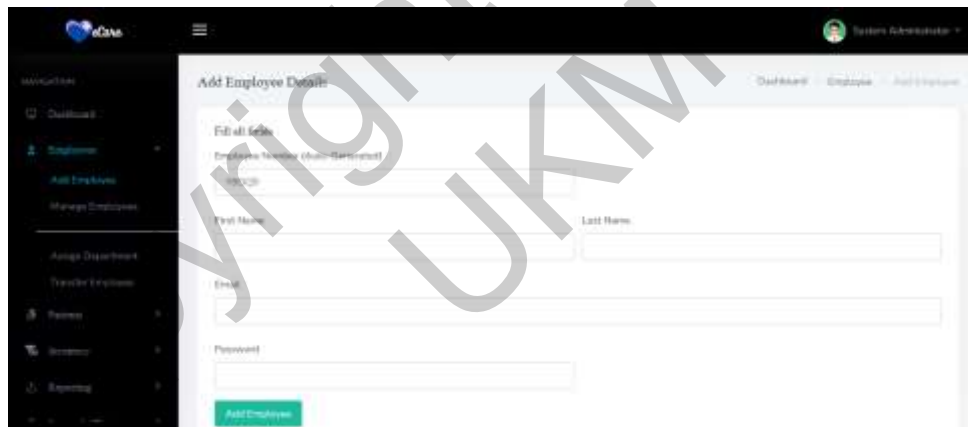 eCare
System Administrator
NAVIGATION
Add Employee Details
Dashboard Employee Add Employee
Dashboard
Fill all fields
Employee Number (Auto-Generated)
Employee
Add Employee
Manage Employees
First Name
Last Name
Assign Department
Transfer Employee
Email
Patients
Inventory
Password
Reporting
Add Employee
Copyright
UKM